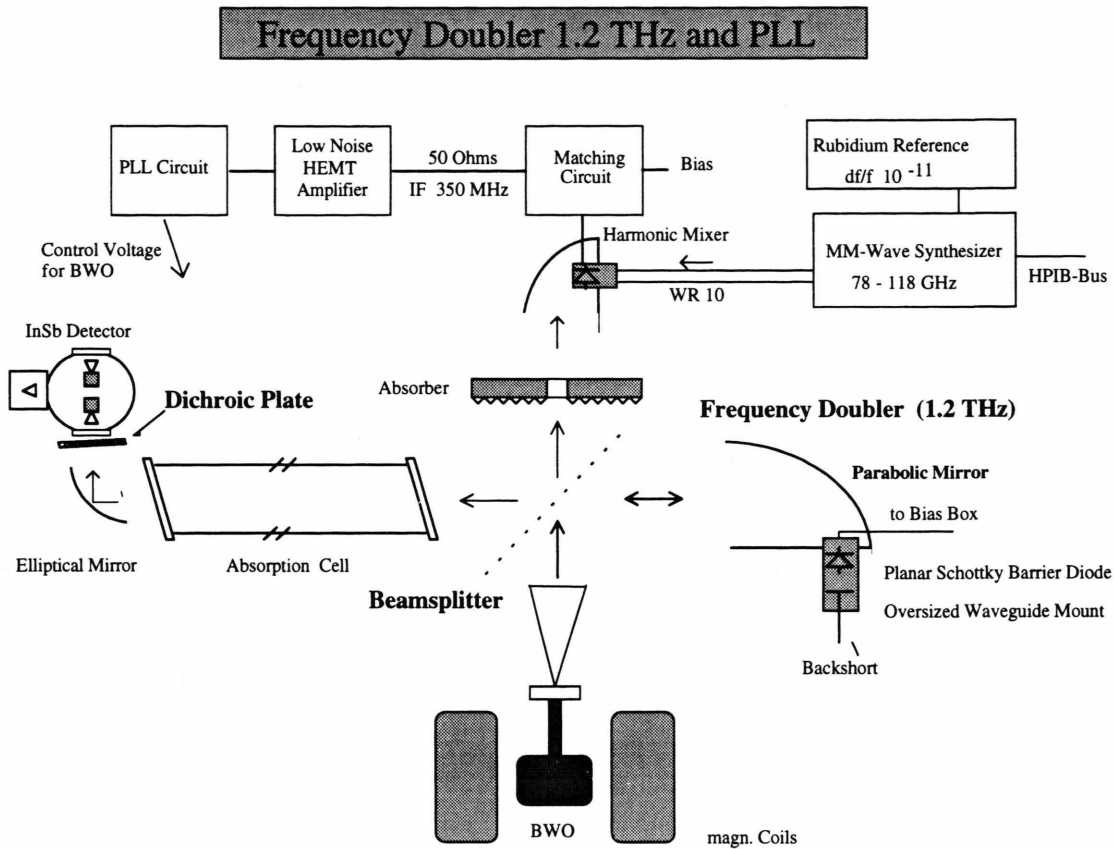 Frequency Doubler 1.2 THz and PLL
PLL Circuit
Low Noise
HEMT
Amplifier
50 Ohms
IF 350 MHz
Matching
Circuit
Bias
Rubidium Reference
df/f 10 -11
Control Voltage
for BWO
Harmonic Mixer
WR 10
MM-Wave Synthesizer
78 - 118 GHz
HPIB-Bus
InSb Detector
Dichroic Plate
Absorber
Frequency Doubler (1.2 THz)
Parabolic Mirror
to Bias Box
Elliptical Mirror
Absorption Cell
Planar Schottky Barrier Diode
Beamsplitter
Oversized Waveguide Mount
Backshort
BWO
magn. Coils